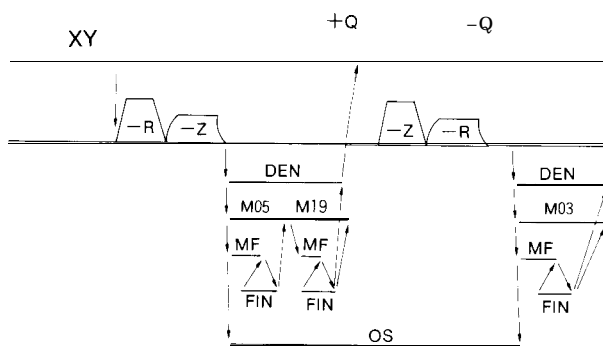 XY +Q -Q
-R -Z -Z -R
DEN DEN
M05 M19 M03
MF MF MF
FIN FIN FIN
OS